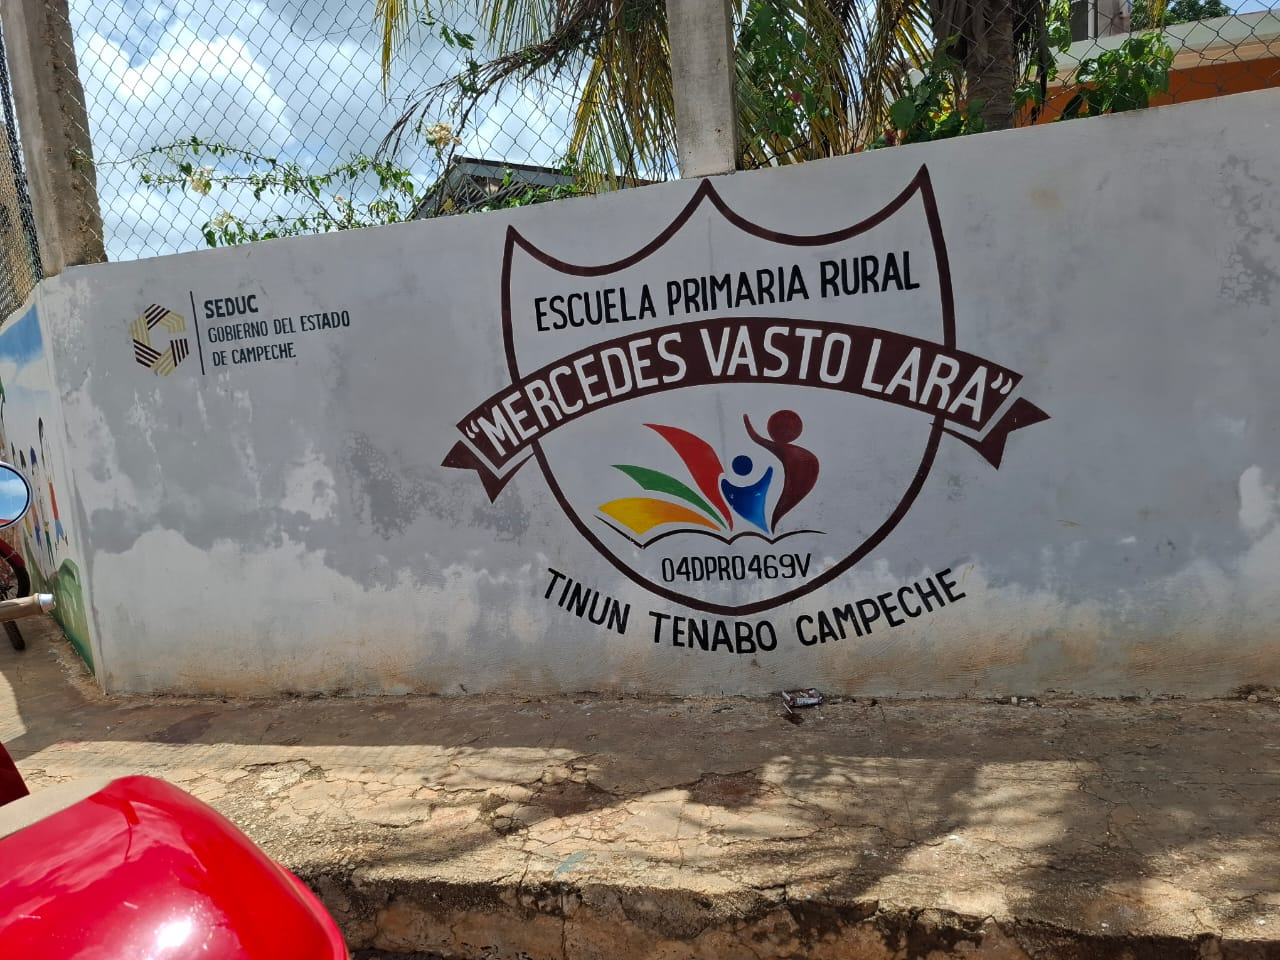 SEDUC
GOBIERNO DEL ESTADO
DE CAMPECHE
ESCUELA PRIMARIA RURAL
"MERCEDES VASTO LARA"
04DPR0469V
TINUN TENABO CAMPECHE